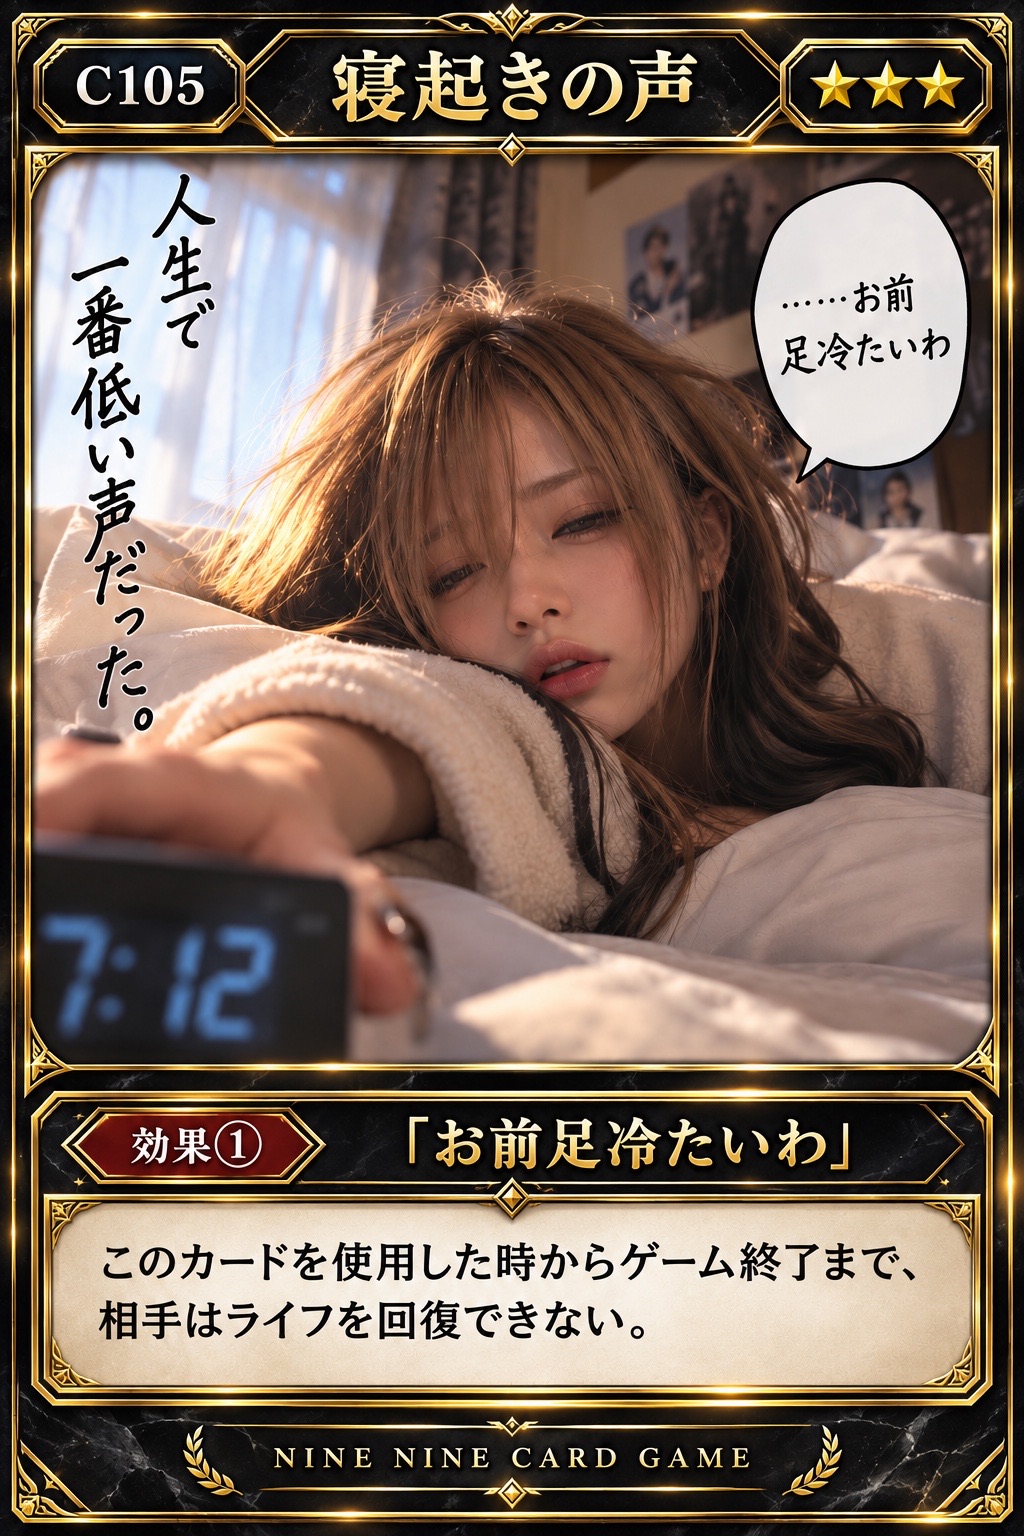 C105
寝起きの声
★★★
人生で
一番低い声だった。
……お前
足冷たいわ
7:12
効果①
「お前足冷たいわ」
このカードを使用した時からゲーム終了まで、
相手はライフを回復できない。
NINE NINE CARD GAME